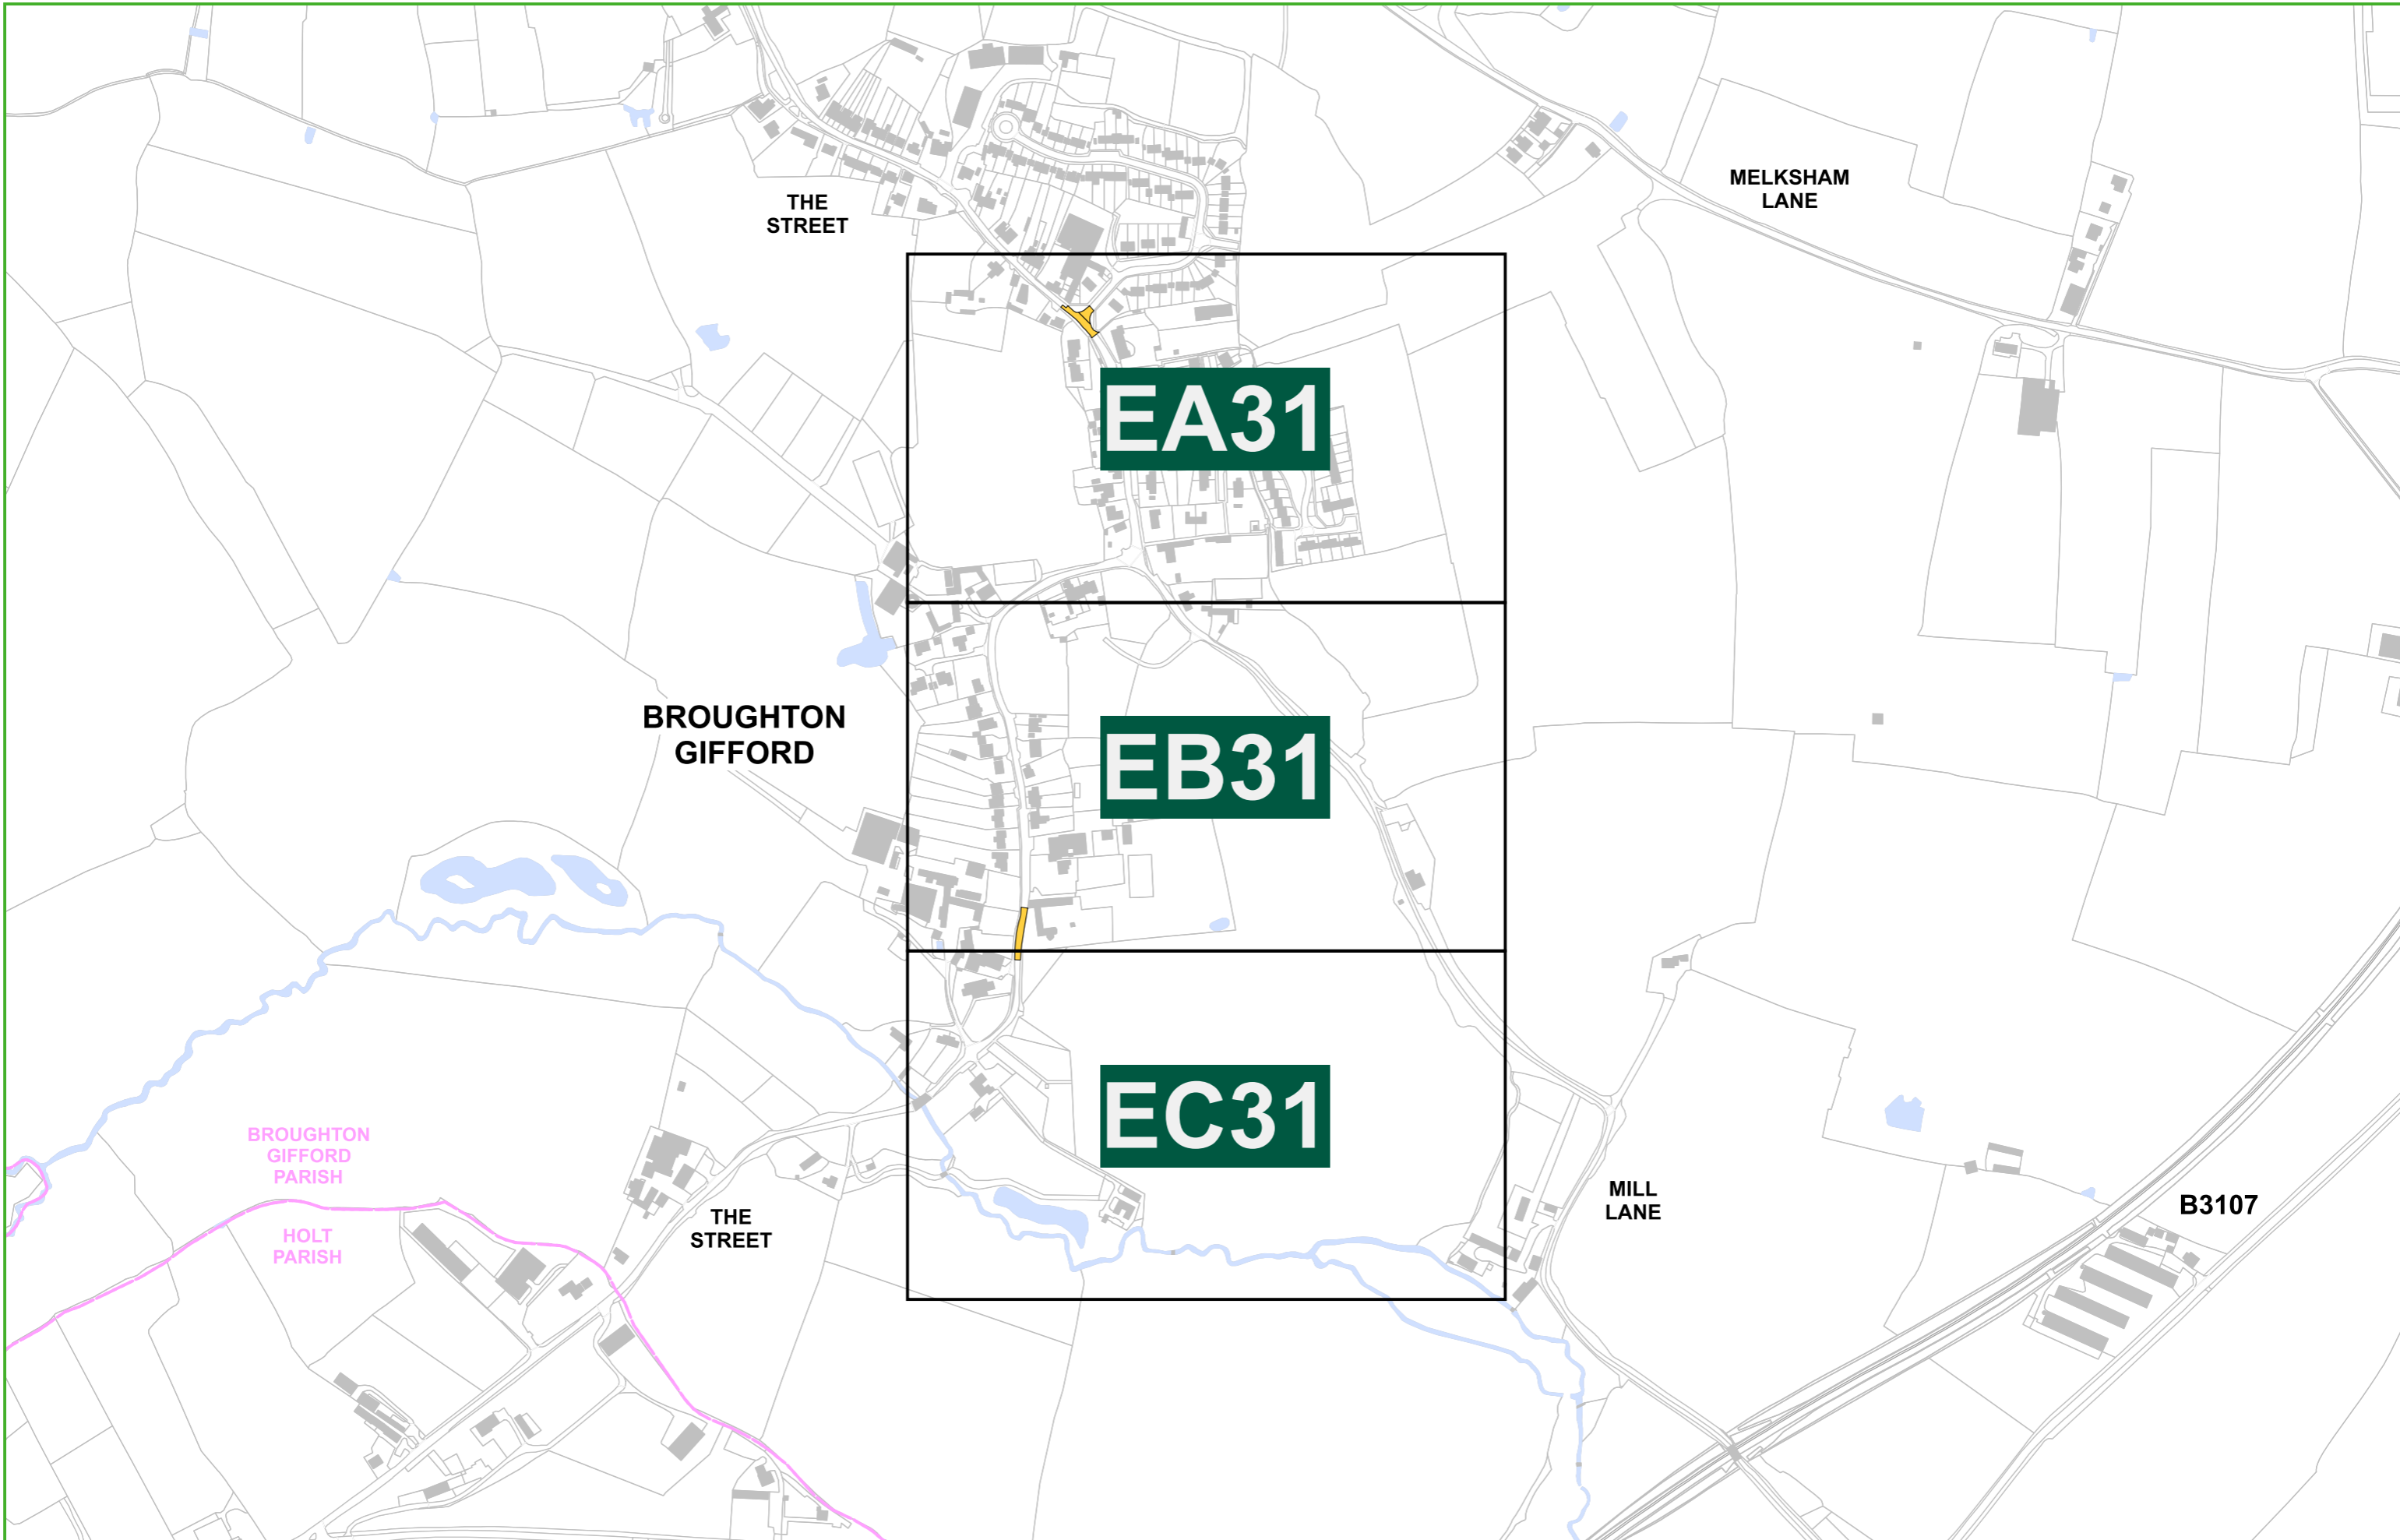 THE
STREET
MELKSHAM
LANE
EA31
BROUGHTON
GIFFORD
EB31
EC31
BROUGHTON
GIFFORD
PARISH
HOLT
PARISH
THE
STREET
MILL
LANE
B3107